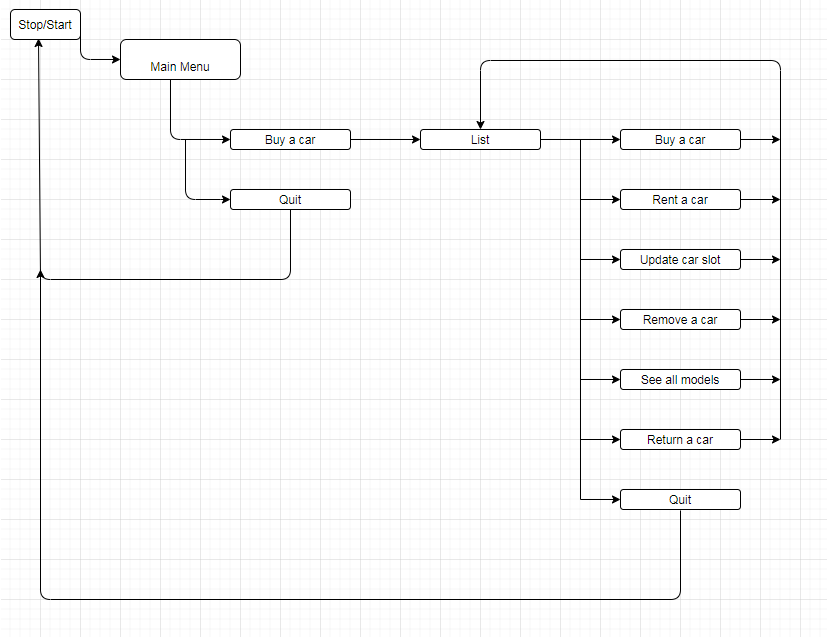 Stop/Start
Main Menu
Buy a car
List
Buy a car
Quit
Rent a car
Update car slot
Remove a car
See all models
Return a car
Quit